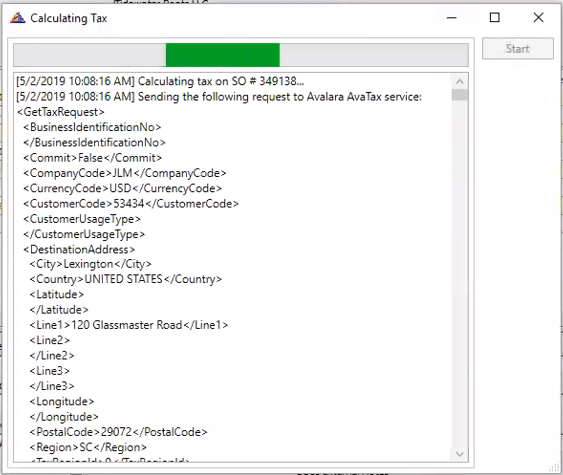 Calculating Tax
Start
[5/2/2019 10:08:16 AM] Calculating tax on SO # 349138...
[5/2/2019 10:08:16 AM] Sending the following request to Avalara AvaTax service:
<GetTaxRequest>
<BusinessIdentificationNo>
</BusinessIdentificationNo>
<Commit>False</Commit>
<CompanyCode>JLM</CompanyCode>
<CurrencyCode>USD</CurrencyCode>
<CustomerCode>53434</CustomerCode>
<CustomerUsageType>
</CustomerUsageType>
<DestinationAddress>
<City>Lexington</City>
<Country>UNITED STATES</Country>
<Latitude>
</Latitude>
<Line1>120 Glassmaster Road</Line1>
<Line2>
</Line2>
<Line3>
</Line3>
<Longitude>
</Longitude>
<PostalCode>29072</PostalCode>
<Region>SC</Region>